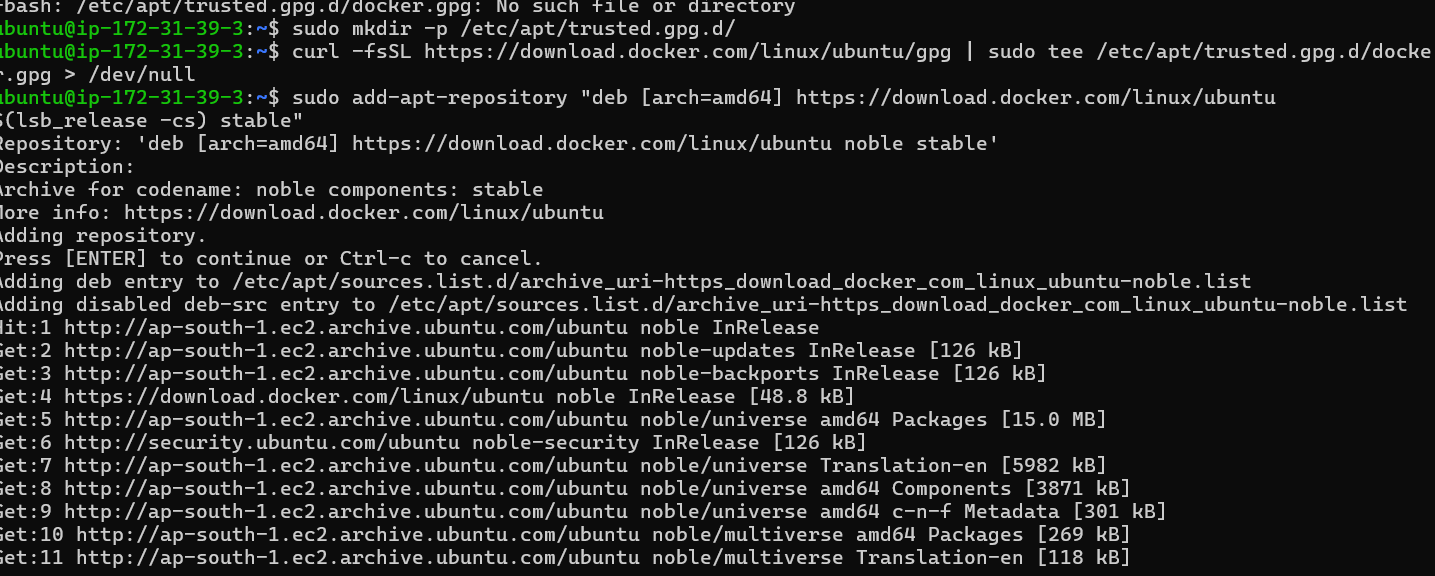 -bash: /etc/apt/trusted.gpg.d/docker.gpg: No such file or directory
ubuntu@ip-172-31-39-3:~$ sudo mkdir -p /etc/apt/trusted.gpg.d/
ubuntu@ip-172-31-39-3:~$ curl -fsSL https://download.docker.com/linux/ubuntu/gpg | sudo tee /etc/apt/trusted.gpg.d/docke
r.gpg > /dev/null
ubuntu@ip-172-31-39-3:~$ sudo add-apt-repository "deb [arch=amd64] https://download.docker.com/linux/ubuntu
$(lsb_release -cs) stable"
Repository: 'deb [arch=amd64] https://download.docker.com/linux/ubuntu noble stable'
Description:
Archive for codename: noble components: stable
More info: https://download.docker.com/linux/ubuntu
Adding repository.
Press [ENTER] to continue or Ctrl-c to cancel.
Adding deb entry to /etc/apt/sources.list.d/archive_uri-https_download_docker_com_linux_ubuntu-noble.list
Adding disabled deb-src entry to /etc/apt/sources.list.d/archive_uri-https_download_docker_com_linux_ubuntu-noble.list
Hit:1 http://ap-south-1.ec2.archive.ubuntu.com/ubuntu noble InRelease
Get:2 http://ap-south-1.ec2.archive.ubuntu.com/ubuntu noble-updates InRelease [126 kB]
Get:3 http://ap-south-1.ec2.archive.ubuntu.com/ubuntu noble-backports InRelease [126 kB]
Get:4 https://download.docker.com/linux/ubuntu noble InRelease [48.8 kB]
Get:5 http://ap-south-1.ec2.archive.ubuntu.com/ubuntu noble/universe amd64 Packages [15.0 MB]
Get:6 http://security.ubuntu.com/ubuntu noble-security InRelease [126 kB]
Get:7 http://ap-south-1.ec2.archive.ubuntu.com/ubuntu noble/universe Translation-en [5982 kB]
Get:8 http://ap-south-1.ec2.archive.ubuntu.com/ubuntu noble/universe amd64 Components [3871 kB]
Get:9 http://ap-south-1.ec2.archive.ubuntu.com/ubuntu noble/universe amd64 c-n-f Metadata [301 kB]
Get:10 http://ap-south-1.ec2.archive.ubuntu.com/ubuntu noble/multiverse amd64 Packages [269 kB]
Get:11 http://ap-south-1.ec2.archive.ubuntu.com/ubuntu noble/multiverse Translation-en [118 kB]